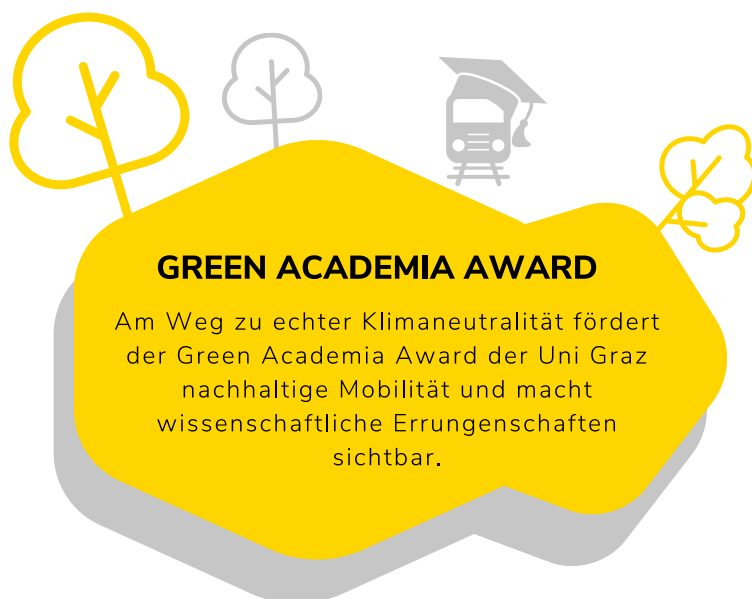 GREEN ACADEMIA AWARD
Am Weg zu echter Klimaneutralität fördert
der Green Academia Award der Uni Graz
nachhaltige Mobilität und macht
wissenschaftliche Errungenschaften
sichtbar.